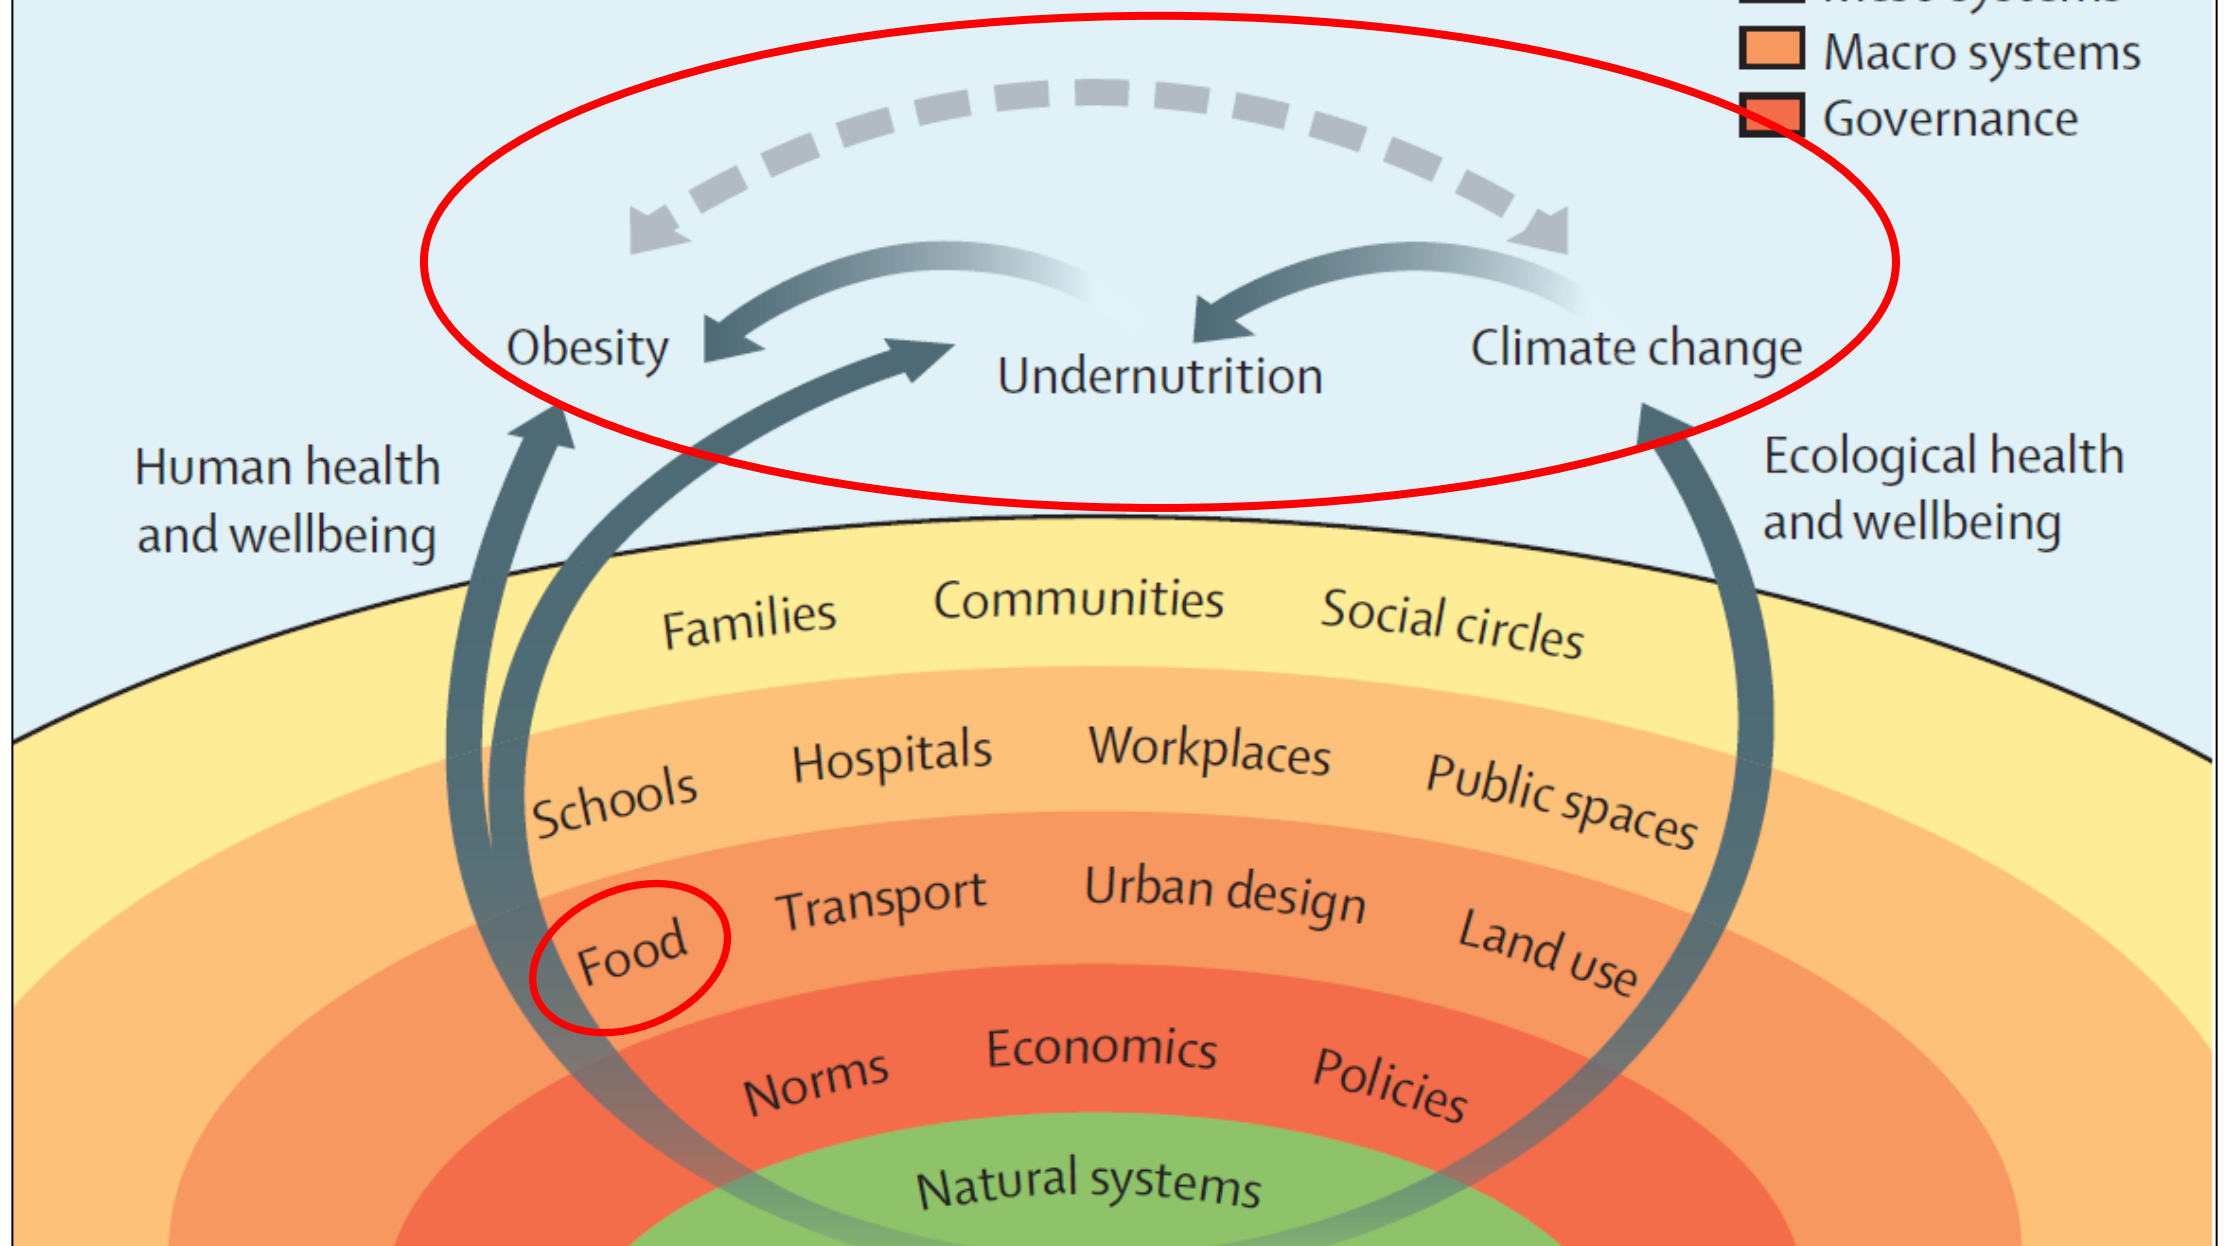 Macro systems
Governance
Obesity
Undernutrition
Climate change
Human health
and wellbeing
Ecological health
and wellbeing
Families
Communities
Social circles
Schools
Hospitals
Workplaces
Public spaces
Food
Transport
Urban design
Land use
Norms
Economics
Policies
Natural systems